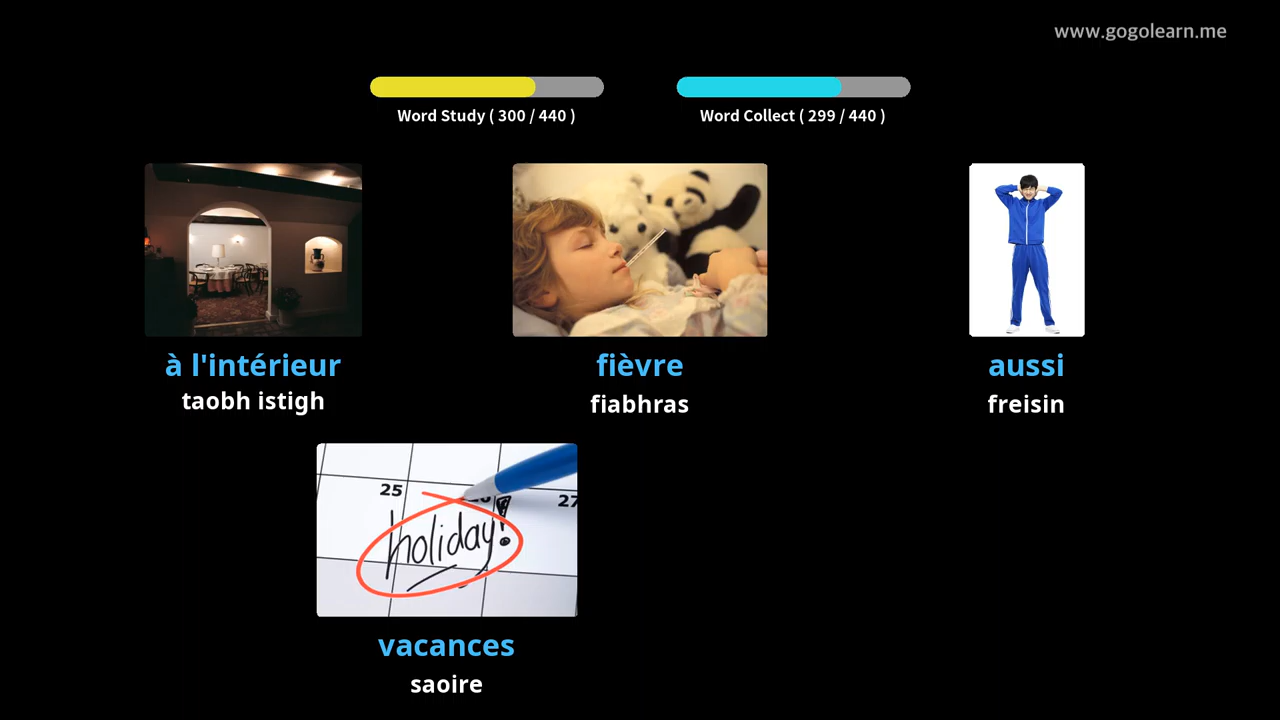 www.gogolearn.me
Word Study ( 300 / 440 )
Word Collect ( 299 / 440 )
à l'intérieur
taobh istigh
fièvre
fiabhras
aussi
freisin
25
27
holiday!
vacances
saoire